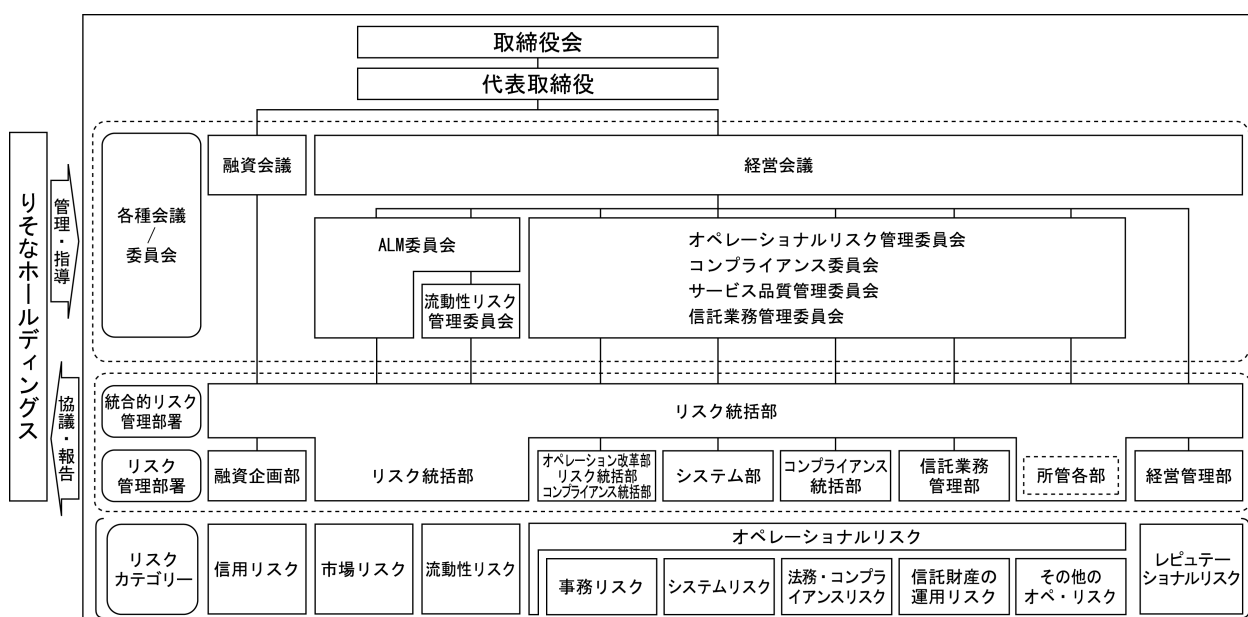 取締役会
代表取締役
りそなホールディングス
管理・指導
協議・報告
各種会議
/
委員会
融資会議
経営会議
ALM委員会
流動性リスク
管理委員会
オペレーショナルリスク管理委員会
コンプライアンス委員会
サービス品質管理委員会
信託業務管理委員会
統合的リスク
管理部署
リスク統括部
リスク
管理部署
融資企画部
リスク統括部
オペレーション改革部
リスク統括部
コンプライアンス統括部
システム部
コンプライアンス
統括部
信託業務
管理部
所管各部
経営管理部
リスク
カテゴリー
信用リスク
市場リスク
流動性リスク
オペレーショナルリスク
事務リスク
システムリスク
法務・コンプラ
イアンスリスク
信託財産の
運用リスク
その他の
オペ・リスク
レピュテー
ショナルリスク